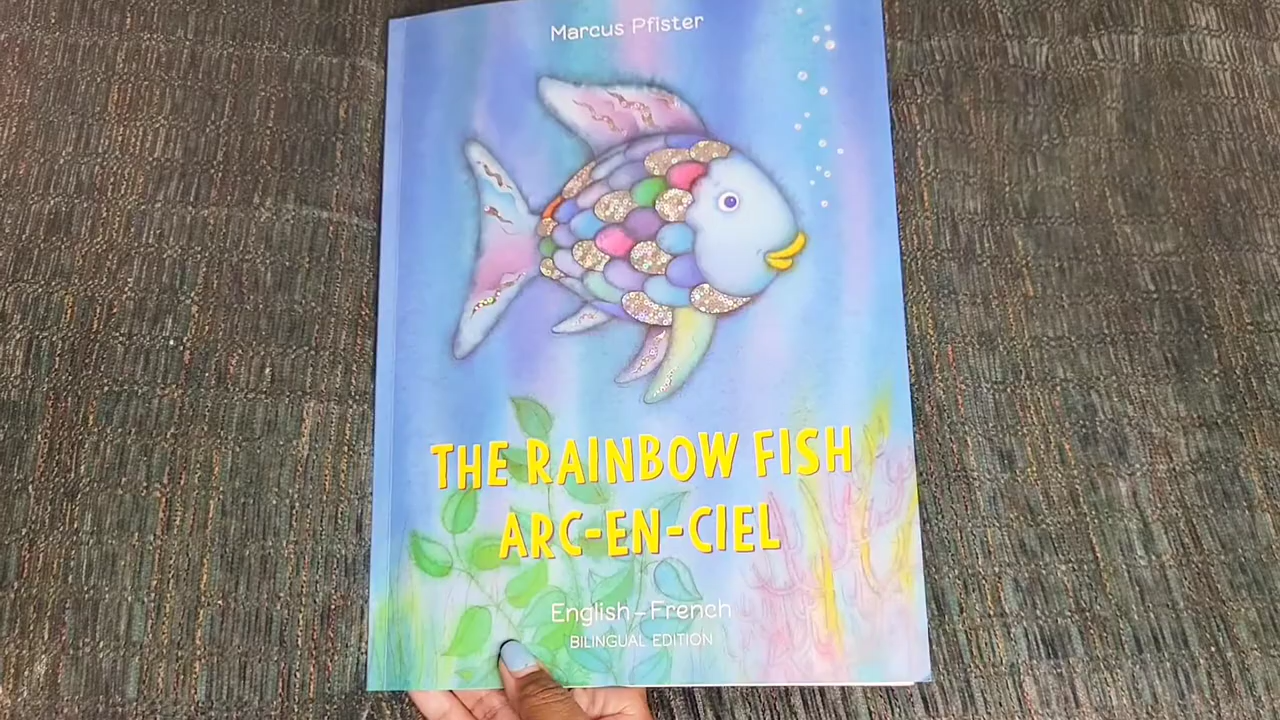 Marcus Pfister
THE RAINBOW FISH
ARC-EN-CIEL
English–French
BILINGUAL EDITION